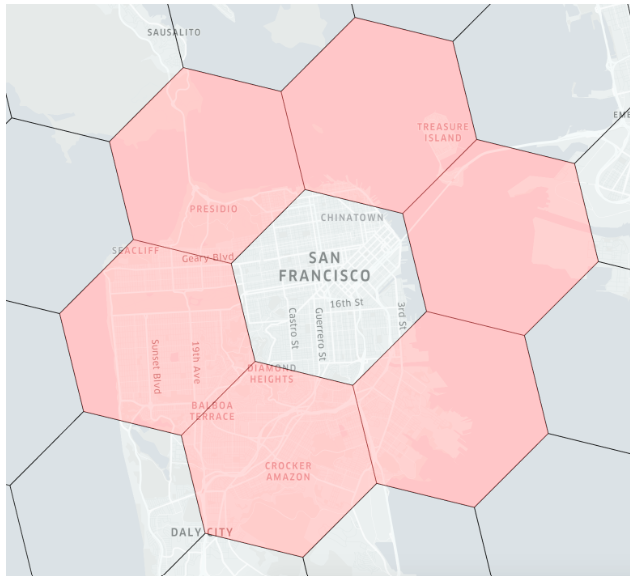 SAUSALITO
TREASURE
ISLAND
PRESIDIO
CHINATOWN
SEACLIFF
Geary Blvd
SAN
FRANCISCO
16th St
3rd St
Castro St
Guerrero St
Sunset Blvd
19th Ave
DIAMOND
HEIGHTS
BALBOA
TERRACE
CROCKER
AMAZON
DALY CITY
EME